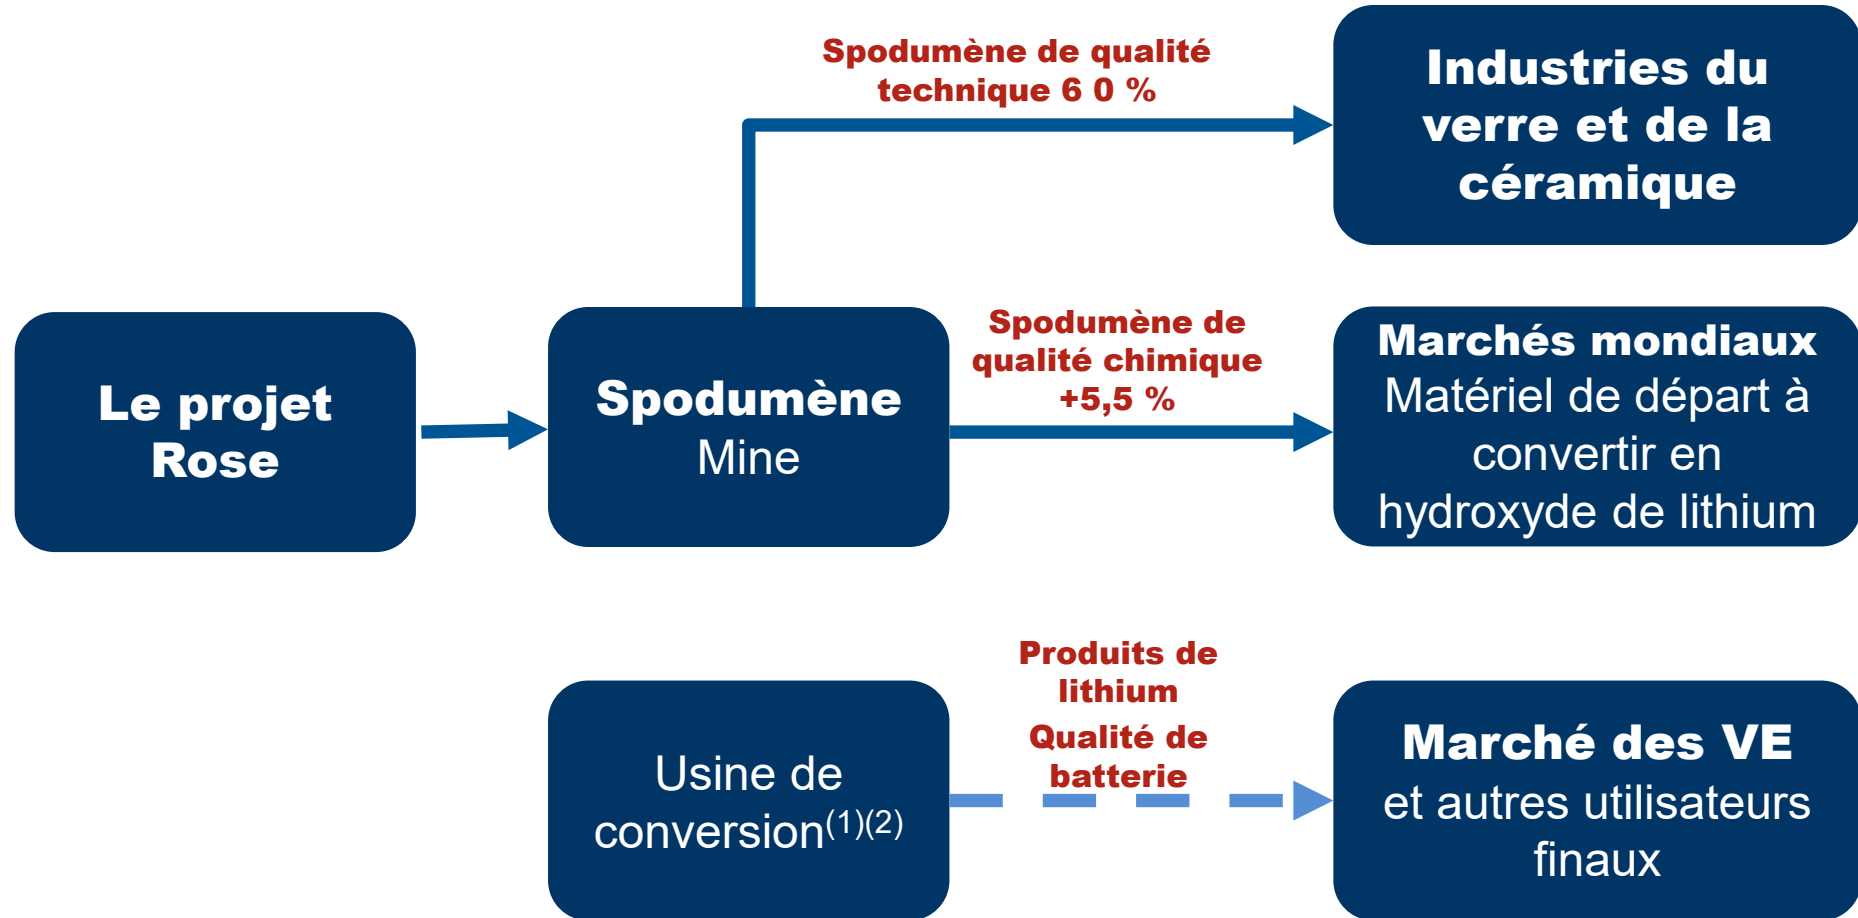 Spodumène de qualité
technique 6 0 %
Industries du
verre et de la
céramique
Le projet
Rose
Spodumène
Mine
Spodumène de
qualité chimique
+5,5 %
Marchés mondiaux
Matériel de départ à
convertir en
hydroxyde de lithium
Usine de
conversion(1)(2)
Produits de
lithium
Qualité de
batterie
Marché des VE
et autres utilisateurs
finaux